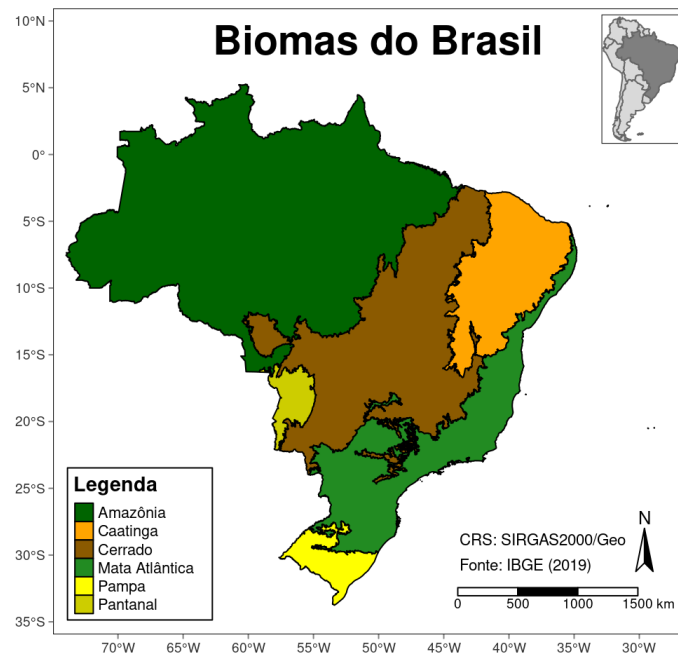 Biomas do Brasil
10°N
5°N
0°
5°S
10°S
15°S
20°S
25°S
30°S
35°S
Legenda
Amazônia
Caatinga
Cerrado
Mata Atlântica
Pampa
Pantanal
N
CRS: SIRGAS2000/Geo
Fonte: IBGE (2019)
0 500 1000 1500 km
70°W 65°W 60°W 55°W 50°W 45°W 40°W 35°W 30°W